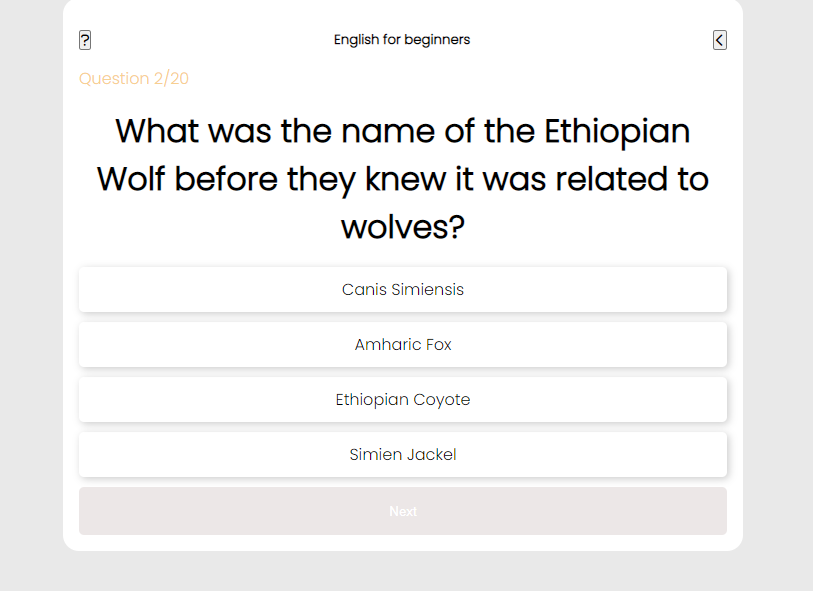 ?
English for beginners
<
Question 2/20
What was the name of the Ethiopian
Wolf before they knew it was related to
wolves?
Canis Simiensis
Amharic Fox
Ethiopian Coyote
Simien Jackel
Next